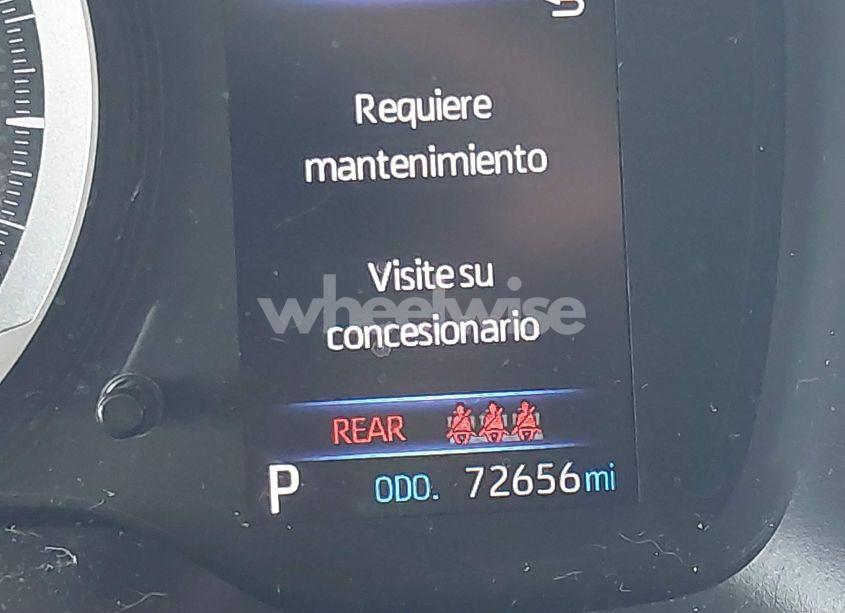 Requiere
mantenimiento
Visite su
wheelwise
concesionario
REAR
P ODO. 72656 mi